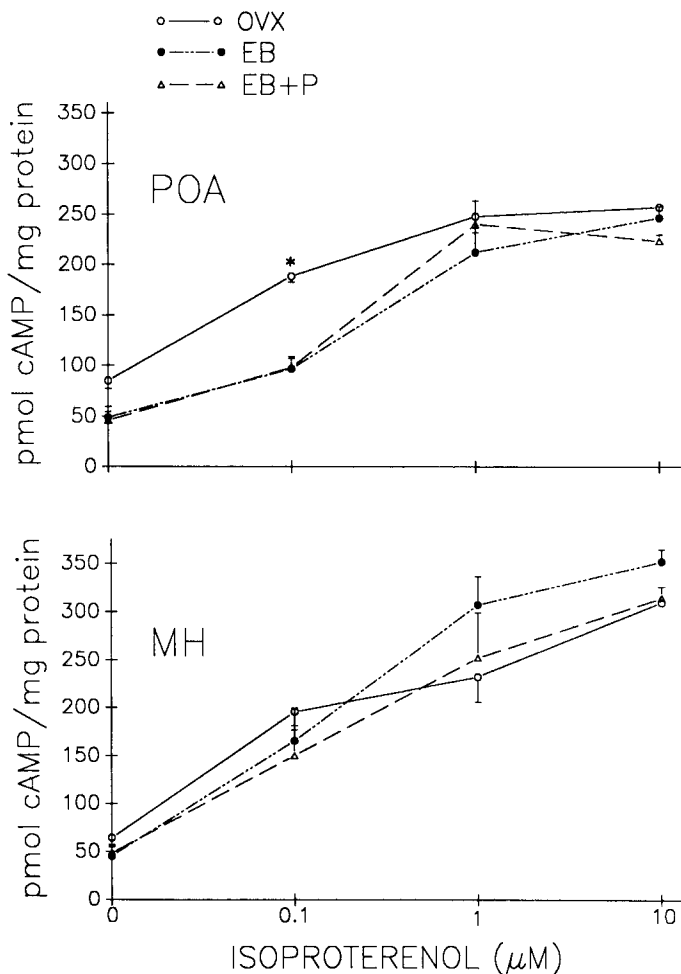 OVX
EB
EB+P
350
300
250
200
150
100
50
0
pmol cAMP/mg protein
POA
*
350
300
250
200
150
100
50
0
pmol cAMP/mg protein
MH
0 0.1 1 10
ISOPROTERENOL (μM)